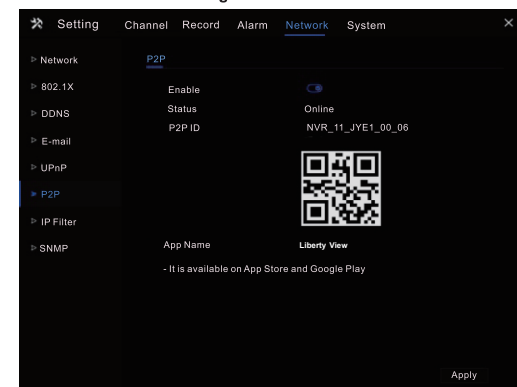 Setting
Channel Record Alarm Network System
Network
802.1X
DDNS
E-mail
UPnP
P2P
IP Filter
SNMP
P2P
Enable
Status Online
P2P ID NVR_11_JYE1_00_06
App Name Liberty View
- It is available on App Store and Google Play
Apply